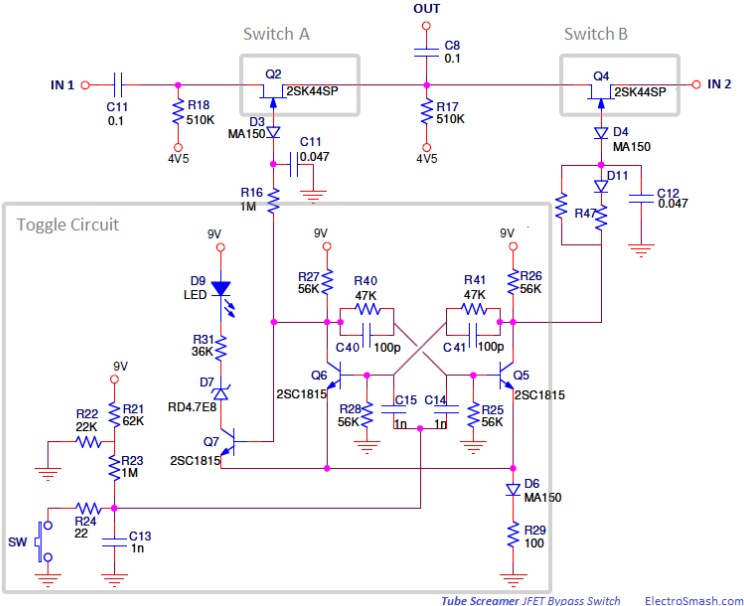 OUT
Switch A
Switch B
C8
0.1
Q2
2SK44SP
Q4
2SK44SP
IN 1
IN 2
C11
0.1
R18
510K
4V5
D3
MA150
C11
0.047
R17
510K
4V5
D4
MA150
D11
R47
C12
0.047
R16
1M
Toggle Circuit
9V
9V
9V
D9
LED
R27
56K
R40
47K
R41
47K
R26
56K
R31
36K
C40
100p
C41
100p
D7
RD4.7E8
Q6
2SC1815
Q5
2SC1815
9V
R21
62K
R22
22K
R28
56K
C15
1n
C14
1n
R25
56K
Q7
2SC1815
R23
1M
D6
MA150
R24
22
C13
1n
R29
100
SW
Tube Screamer JFET Bypass Switch
ElectroSmash.com